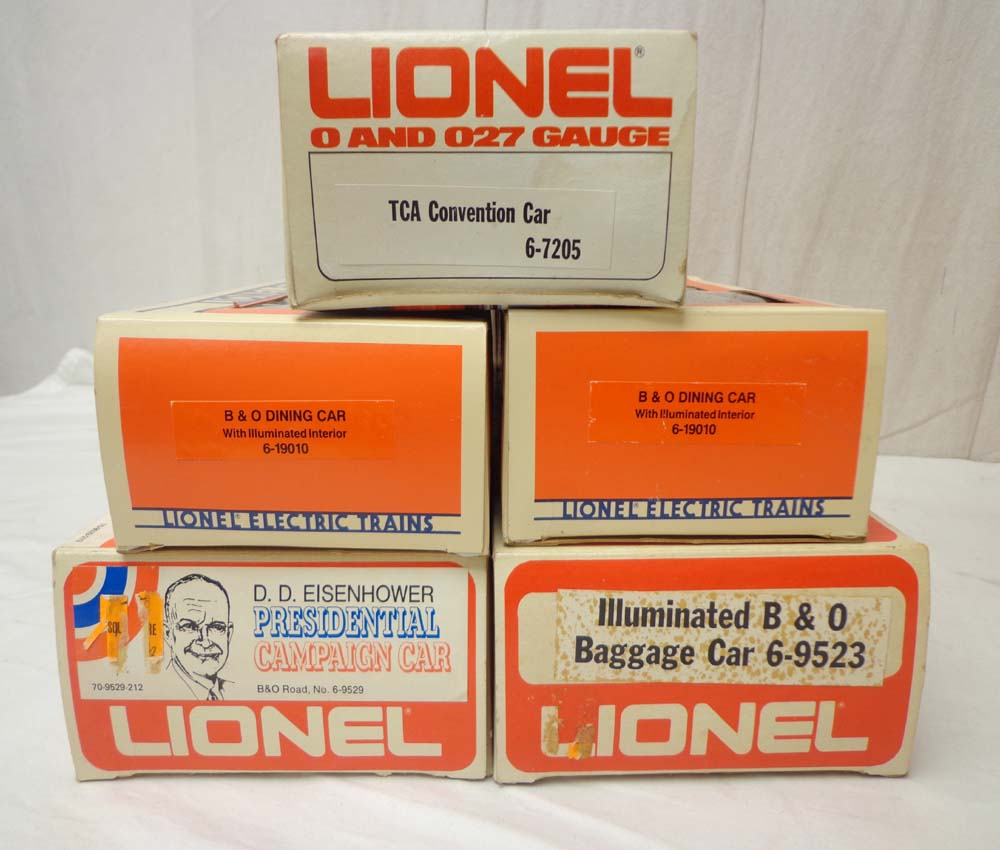 LIONEL®
O AND O27 GAUGE
TCA Convention Car
6-7205
B & O DINING CAR
With Illuminated Interior
6-19010
LIONEL® ELECTRIC TRAINS
B & O DINING CAR
With Illuminated Interior
6-19010
LIONEL® ELECTRIC TRAINS
D. D. EISENHOWER
PRESIDENTIAL
CAMPAIGN CAR
70-9529-212
B&O Road, No. 6-9529
LIONEL®
Illuminated B & O
Baggage Car 6-9523
LIONEL